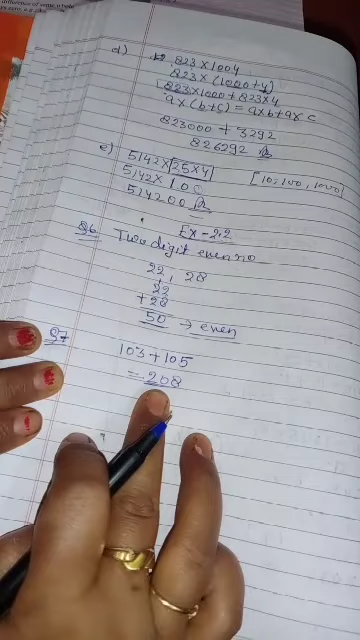 d) 823 × 1004
823 × (1000 + 4)
823 × 1000 + 823 × 4
a × (b + c) = a × b + a × c
823000 + 3292
826292
e) 5142 × 25 × 4 [10, 100, 1000]
5142 × 100
514200
Ex - 2.2
Q6. Two digit even no
22, 28
22
+ 28
50 → even
Q7
103 + 105
= 208